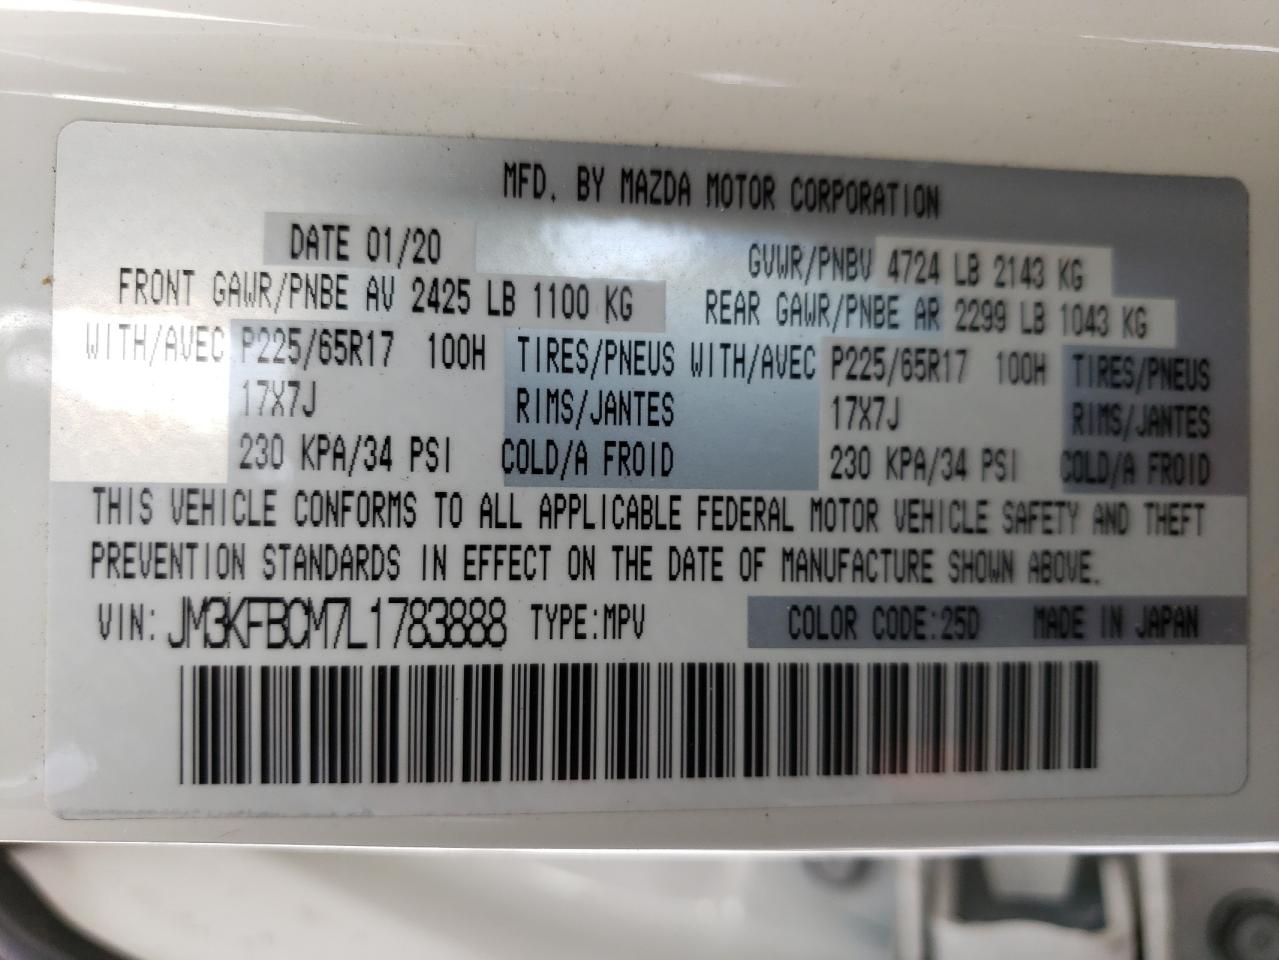 MFD. BY MAZDA MOTOR CORPORATION
DATE 01/20 GVWR/PNBV 4724 LB 2143 KG
FRONT GAWR/PNBE AV 2425 LB 1100 KG REAR GAWR/PNBE AR 2299 LB 1043 KG
WITH/AVEC P225/65R17 100H TIRES/PNEUS WITH/AVEC P225/65R17 100H TIRES/PNEUS
17X7J RIMS/JANTES 17X7J RIMS/JANTES
230 KPA/34 PSI COLD/A FROID 230 KPA/34 PSI COLD/A FROID
THIS VEHICLE CONFORMS TO ALL APPLICABLE FEDERAL MOTOR VEHICLE SAFETY AND THEFT
PREVENTION STANDARDS IN EFFECT ON THE DATE OF MANUFACTURE SHOWN ABOVE.
VIN: JM3KFBCM7L1783888 TYPE:MPV COLOR CODE:25D MADE IN JAPAN